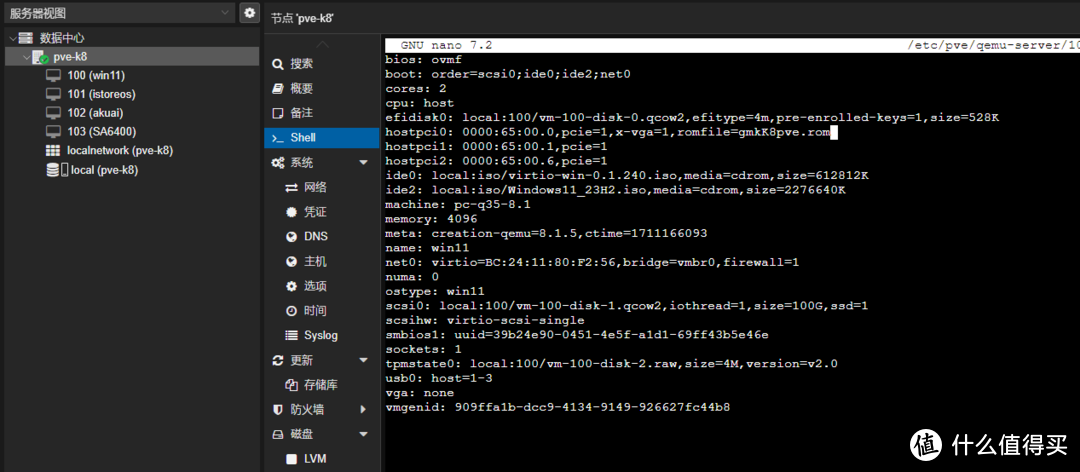 服务器视图
数据中心
pve-k8
100 (win11)
101 (istoreos)
102 (akuai)
103 (SA6400)
localnetwork (pve-k8)
local (pve-k8)
节点 'pve-k8'
搜索
概要
备注
Shell
系统
网络
凭证
DNS
主机
选项
时间
Syslog
更新
存储库
防火墙
磁盘
LVM
GNU nano 7.2 /etc/pve/qemu-server/10
bios: ovmf
boot: order=scsi0;ide0;ide2;net0
cores: 2
cpu: host
efidisk0: local:100/vm-100-disk-0.qcow2,efitype=4m,pre-enrolled-keys=1,size=528K
hostpci0: 0000:65:00.0,pcie=1,x-vga=1,romfile=gmkK8pve.rom
hostpci1: 0000:65:00.1,pcie=1
hostpci2: 0000:65:00.6,pcie=1
ide0: local:iso/virtio-win-0.1.240.iso,media=cdrom,size=612812K
ide2: local:iso/Windows11_23H2.iso,media=cdrom,size=2276640K
machine: pc-q35-8.1
memory: 4096
meta: creation-qemu=8.1.5,ctime=1711166093
name: win11
net0: virtio=BC:24:11:80:F2:56,bridge=vmbr0,firewall=1
numa: 0
ostype: win11
scsi0: local:100/vm-100-disk-1.qcow2,iothread=1,size=100G,ssd=1
scsihw: virtio-scsi-single
smbios1: uuid=39b24e90-0451-4e5f-a1d1-69ff43b5e46e
sockets: 1
tpmstate0: local:100/vm-100-disk-2.raw,size=4M,version=v2.0
usb0: host=1-3
vga: none
vmgenid: 909ffa1b-dcc9-4134-9149-926627fc44b8
值 什么值得买